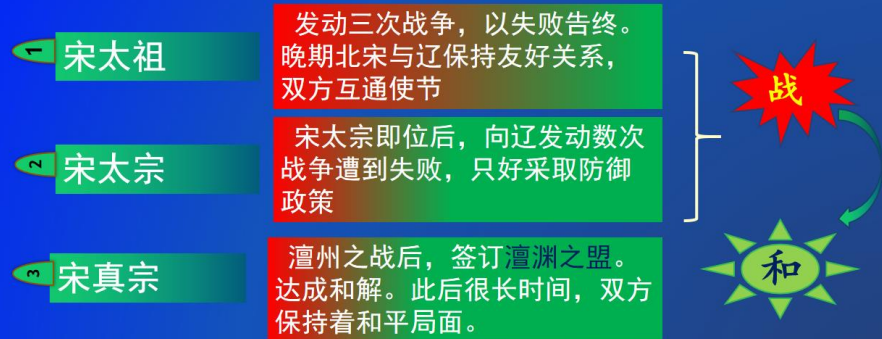 1
宋太祖
发动三次战争，以失败告终。
晚期北宋与辽保持友好关系，
双方互通使节
战
2
宋太宗
宋太宗即位后，向辽发动数次
战争遭到失败，只好采取防御
政策
3
宋真宗
澶州之战后，签订澶渊之盟。
达成和解。此后很长时间，双方
保持着和平局面。
和